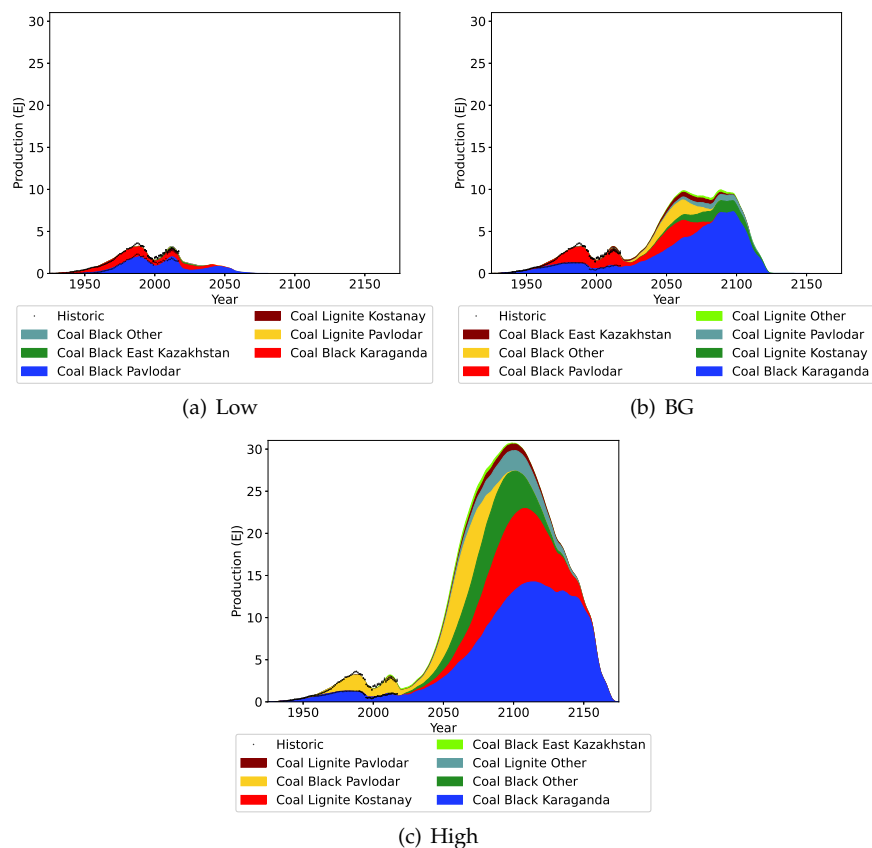 30
25
20
15
10
5
0
Production (EJ)
1950 2000 2050 2100 2150
Year
Historic
Coal Black Other
Coal Black East Kazakhstan
Coal Black Pavlodar
Coal Lignite Kostanay
Coal Lignite Pavlodar
Coal Black Karaganda
(a) Low
30
25
20
15
10
5
0
Production (EJ)
1950 2000 2050 2100 2150
Year
Historic
Coal Black East Kazakhstan
Coal Black Other
Coal Black Pavlodar
Coal Lignite Other
Coal Lignite Pavlodar
Coal Lignite Kostanay
Coal Black Karaganda
(b) BG
30
25
20
15
10
5
0
Production (EJ)
1950 2000 2050 2100 2150
Year
Historic
Coal Lignite Pavlodar
Coal Black Pavlodar
Coal Lignite Kostanay
Coal Black East Kazakhstan
Coal Lignite Other
Coal Black Other
Coal Black Karaganda
(c) High